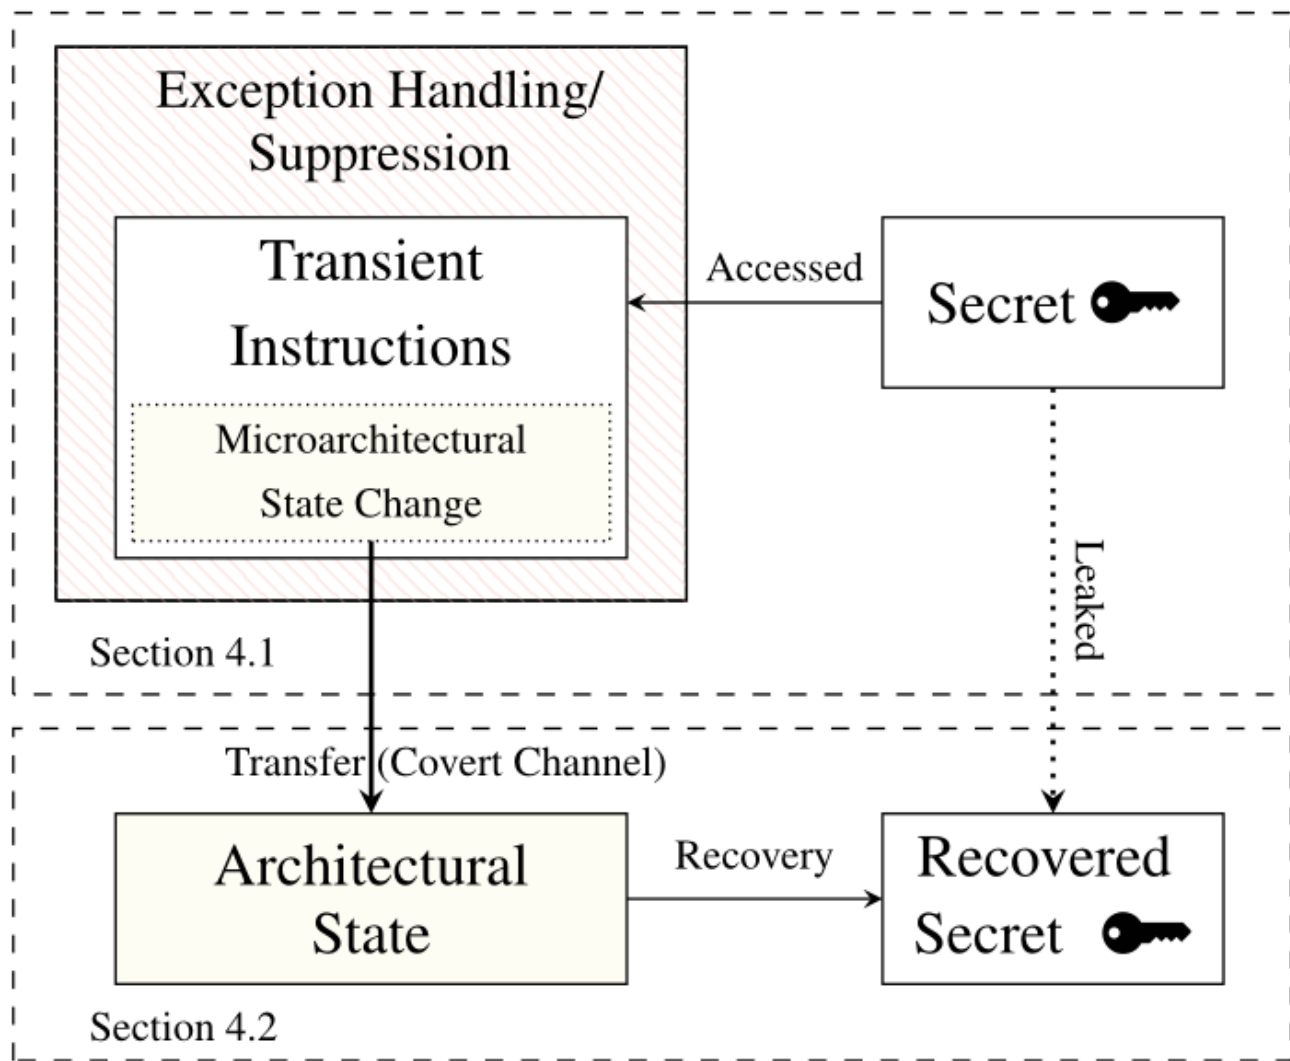 Exception Handling/
Suppression
Transient
Instructions
Microarchitectural
State Change
Accessed
Secret
Leaked
Section 4.1
Transfer (Covert Channel)
Architectural
State
Recovery
Recovered
Secret
Section 4.2